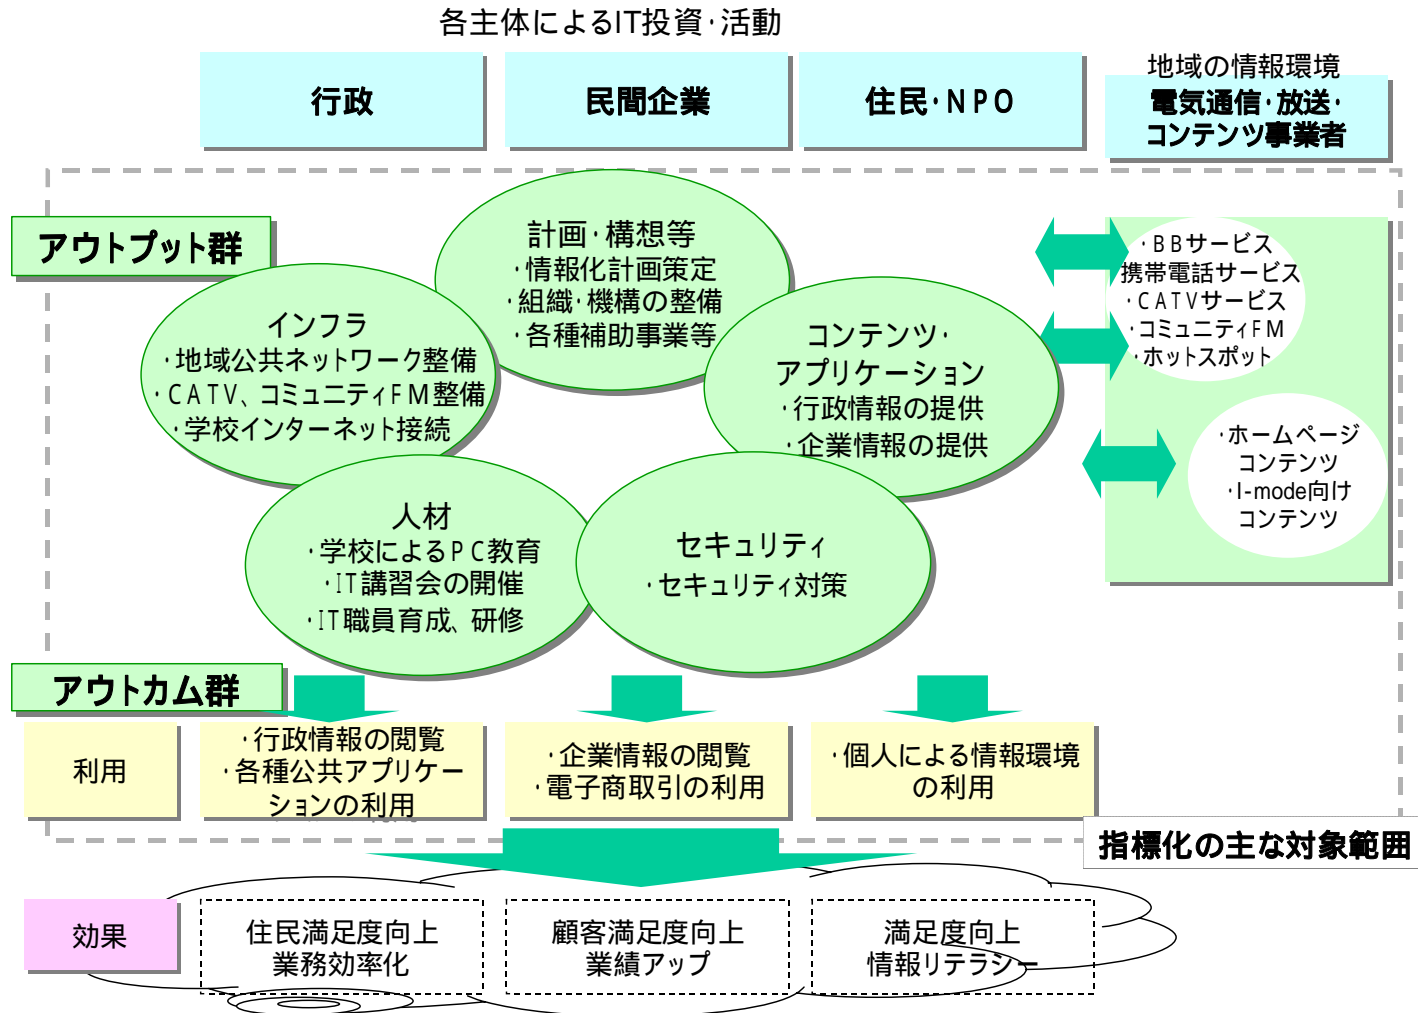 各主体によるIT投資・活動
行政
民間企業
住民・NPO
地域の情報環境
電気通信・放送・
コンテンツ事業者
アウトプット群
計画・構想等
・情報化計画策定
・組織・機構の整備
・各種補助事業等
インフラ
・地域公共ネットワーク整備
・CATV、コミュニティFM整備
・学校インターネット接続
コンテンツ・
アプリケーション
・行政情報の提供
・企業情報の提供
人材
・学校によるPC教育
・IT講習会の開催
・IT職員育成、研修
セキュリティ
・セキュリティ対策
・BBサービス
携帯電話サービス
・CATVサービス
・コミュニティFM
・ホットスポット
・ホームページ
コンテンツ
・I-mode向け
コンテンツ
アウトカム群
利用
・行政情報の閲覧
・各種公共アプリケー
ションの利用
・企業情報の閲覧
・電子商取引の利用
・個人による情報環境
の利用
指標化の主な対象範囲
効果
住民満足度向上
業務効率化
顧客満足度向上
業績アップ
満足度向上
情報リテラシー